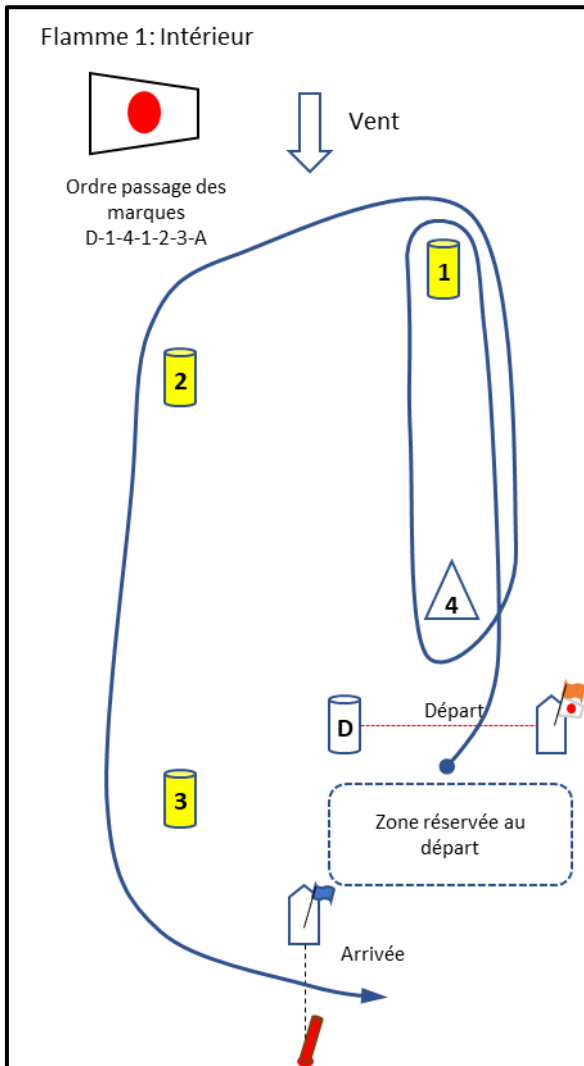 Flamme 1: Intérieur
Vent
Ordre passage des
marques
D-1-4-1-2-3-A
1
2
4
Départ
D
3
Zone réservée au
départ
Arrivée